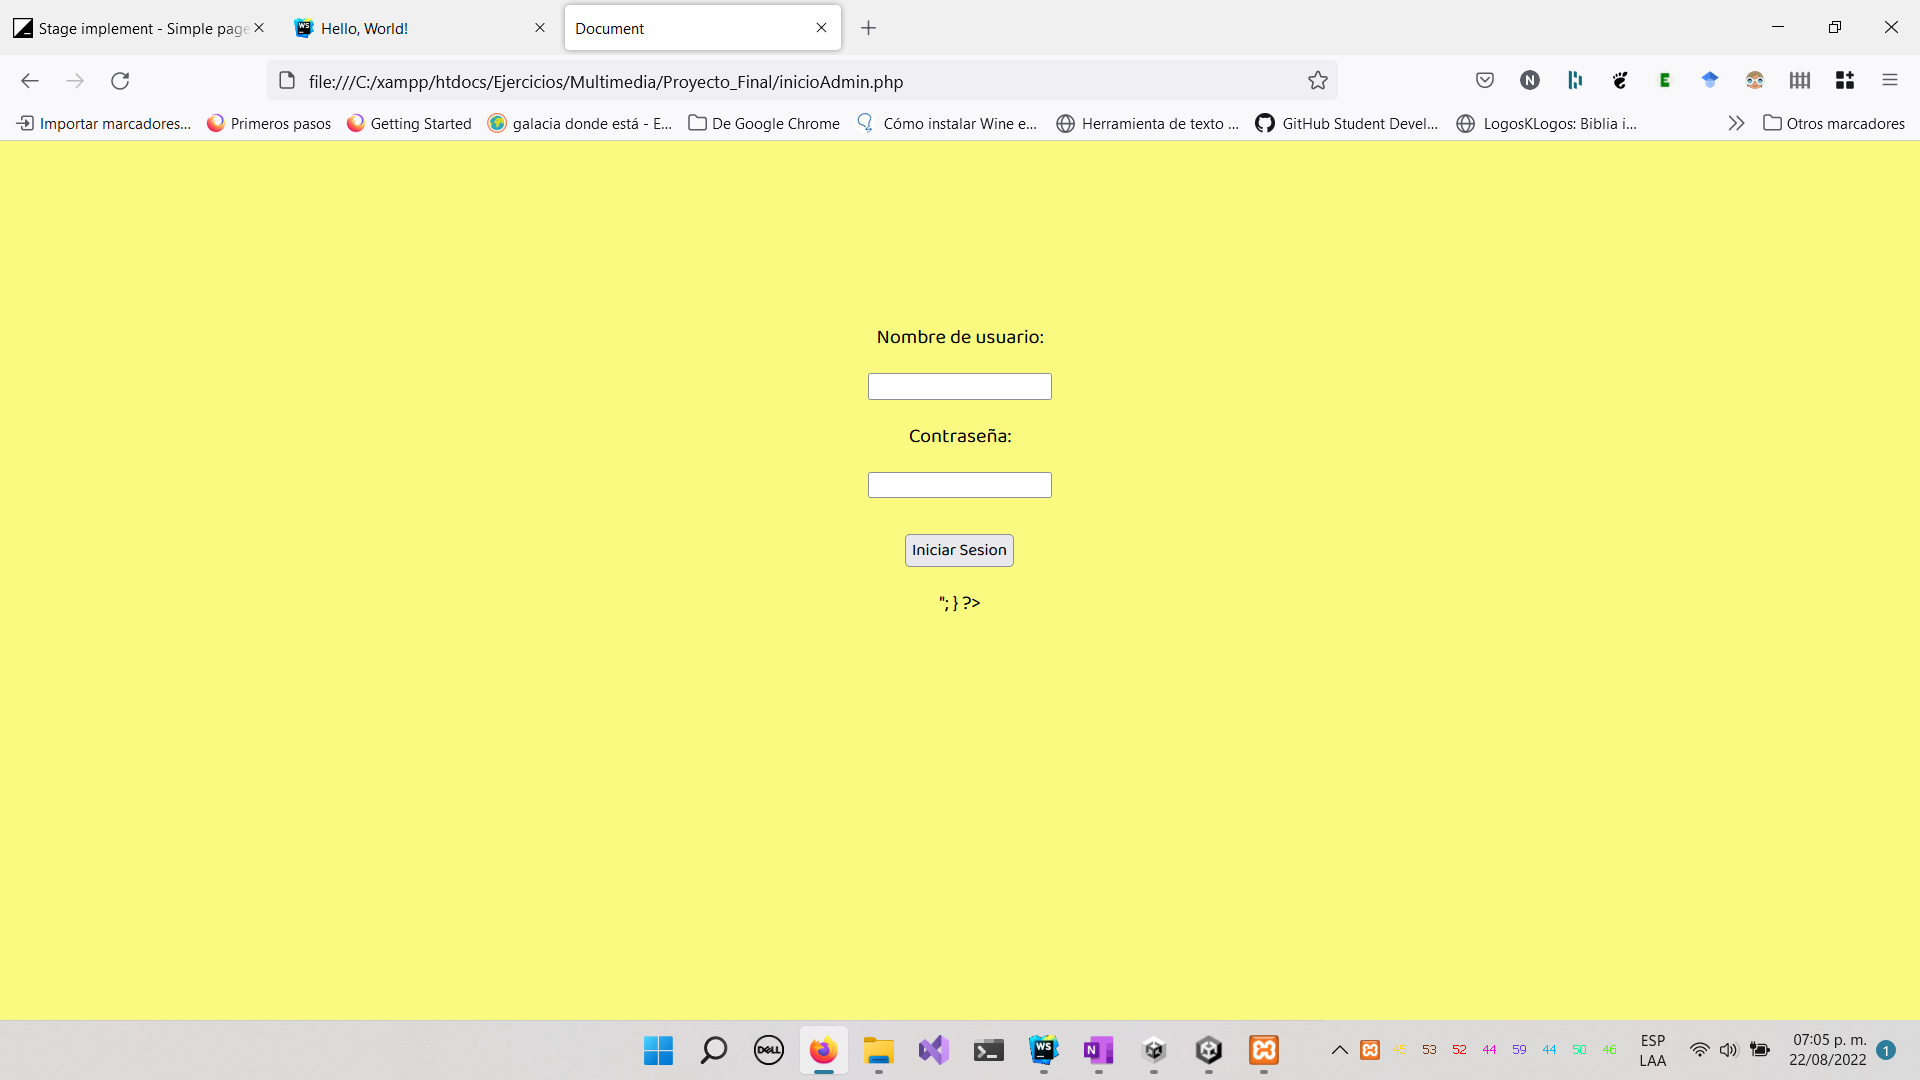 Stage implement - Simple page
Hello, World!
Document
file:///C:/xampp/htdocs/Ejercicios/Multimedia/Proyecto_Final/inicioAdmin.php
N
E
Importar marcadores...
Primeros pasos
Getting Started
galacia donde está - E...
De Google Chrome
Cómo instalar Wine e...
Herramienta de texto ...
GitHub Student Devel...
LogosKLogos: Biblia i...
Otros marcadores
Nombre de usuario:
Contraseña:
Iniciar Sesion
"; } ?>
DELL
WS
N
45 53 52 44 59 44 50 46
ESP
LAA
07:05 p. m.
22/08/2022
1